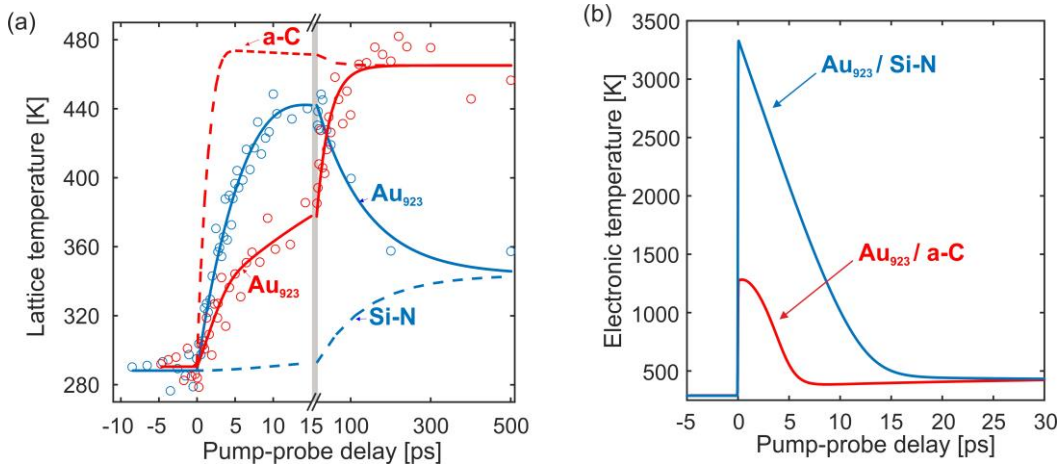 (a)
Lattice temperature [K]
480
440
400
360
320
280
a-C
Au₉₂₃
Au₉₂₃
Si-N
-10 -5 0 5 10 15 100 300 500
Pump-probe delay [ps]
(b)
Electronic temperature [K]
3500
3000
2500
2000
1500
1000
500
Au₉₂₃ / Si-N
Au₉₂₃ / a-C
-5 0 5 10 15 20 25 30
Pump-probe delay [ps]